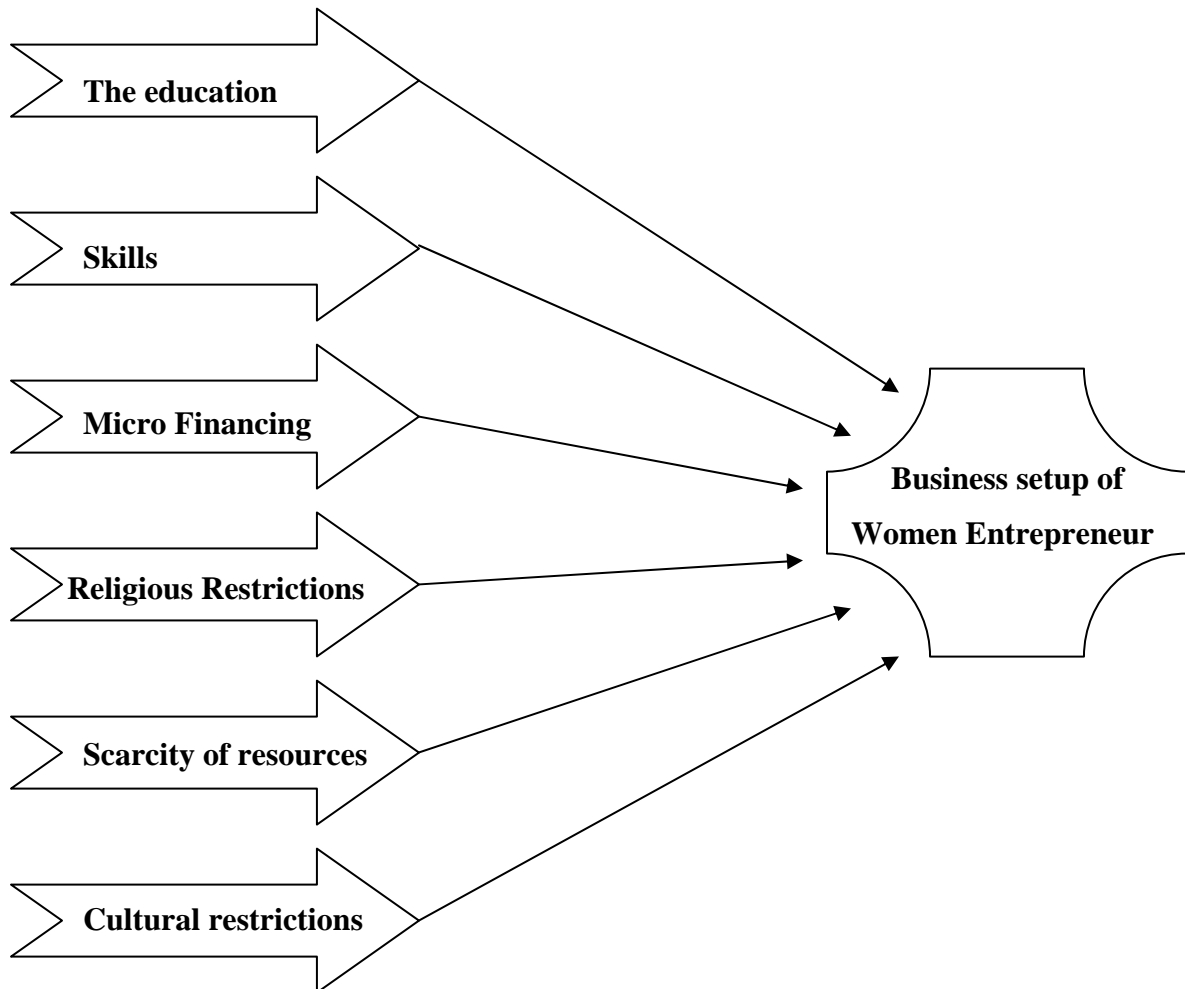 The education
Skills
Micro Financing
Religious Restrictions
Scarcity of resources
Cultural restrictions
Business setup of
Women Entrepreneur